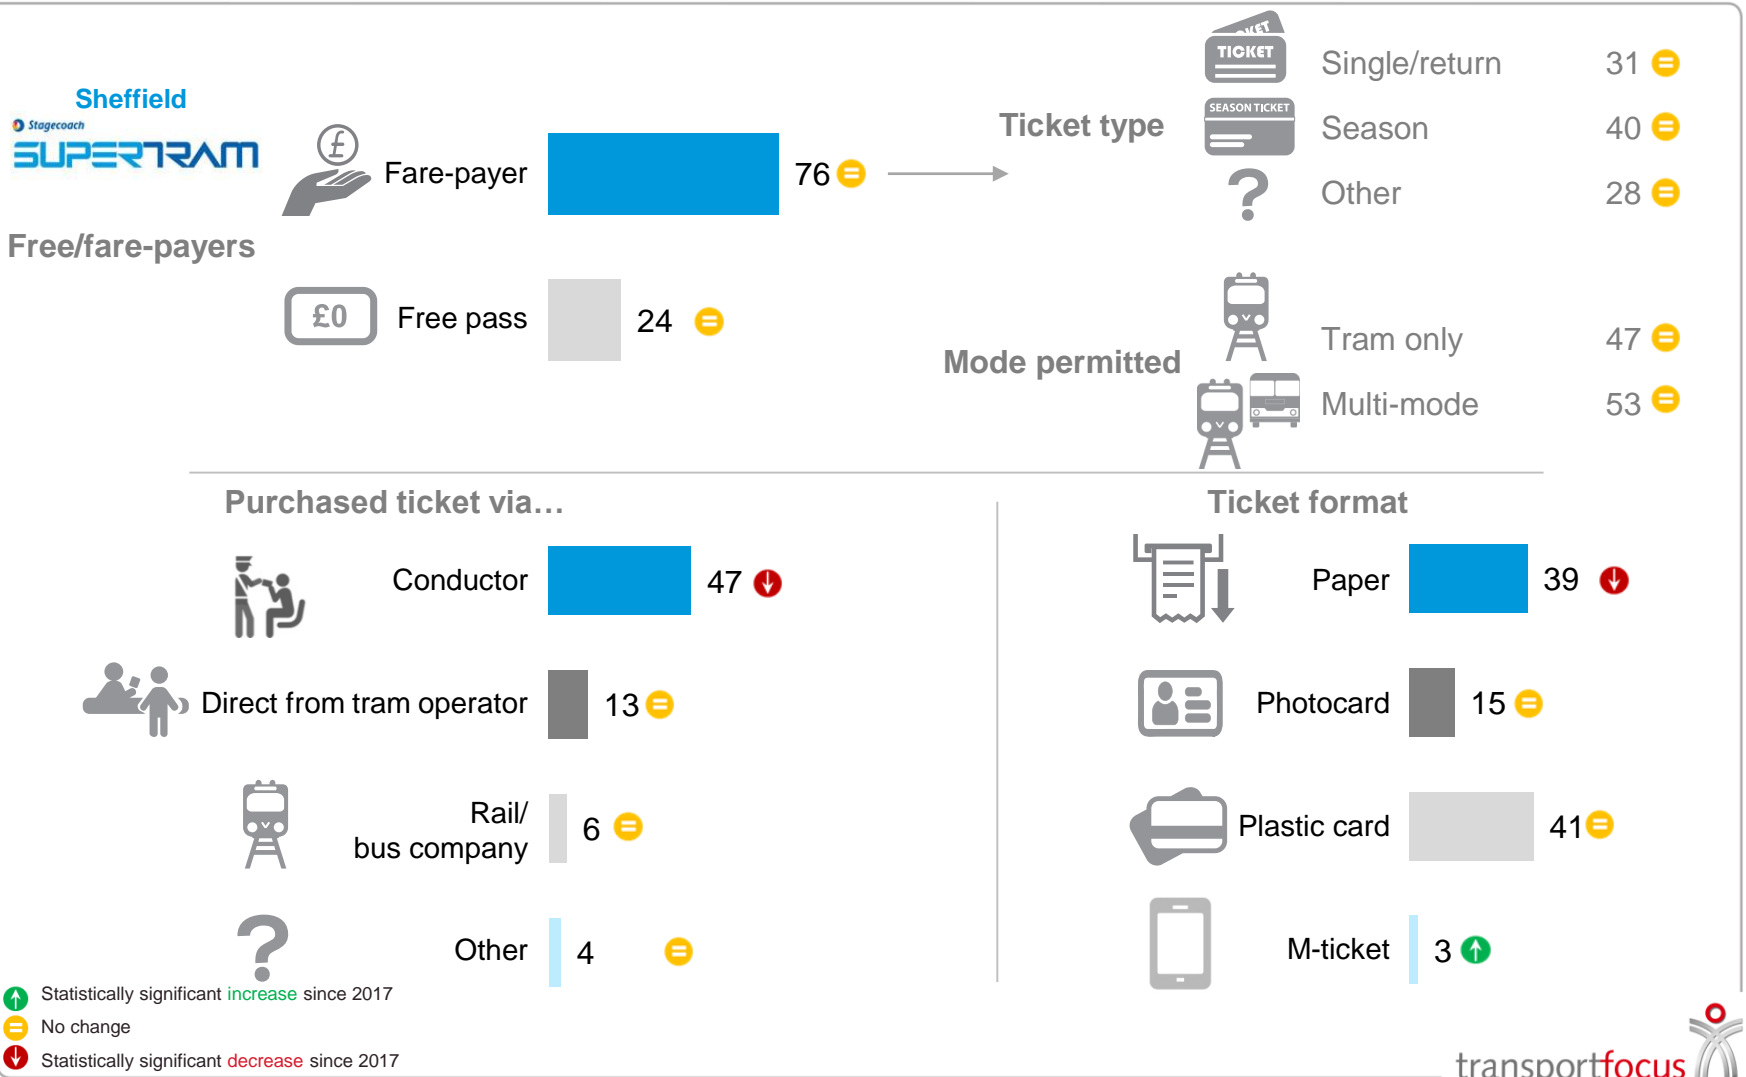 Sheffield
Stagecoach
SUPERTRAM
Free/fare-payers
£
Fare-payer
76
£0
Free pass
24
Ticket type
KET
TICKET
Single/return
31
SEASON TICKET
Season
40
?
Other
28
Mode permitted
Tram only
47
Multi-mode
53
Purchased ticket via…
Conductor
47
Direct from tram operator
13
Rail/
bus company
6
?
Other
4
Ticket format
Paper
39
Photocard
15
Plastic card
41
M-ticket
3
Statistically significant increase since 2017
No change
Statistically significant decrease since 2017
transportfocus